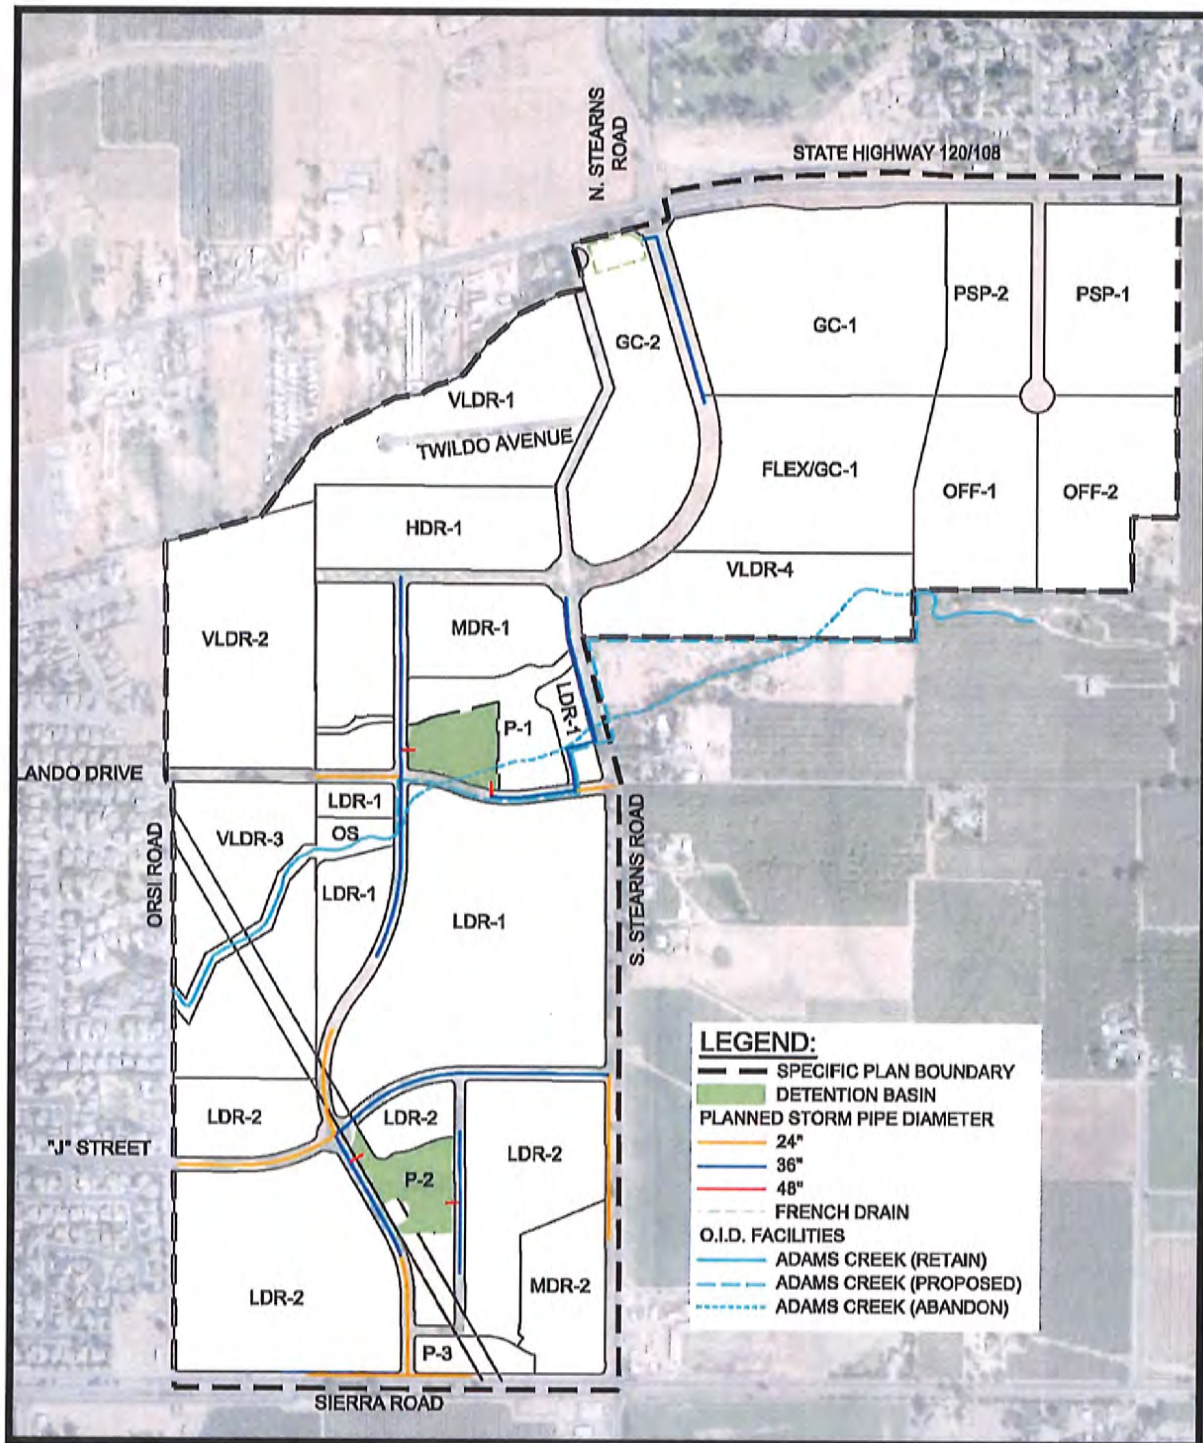 N. STEARNS
ROAD
STATE HIGHWAY 120/108
PSP-2
PSP-1
GC-1
GC-2
VLDR-1
TWILDO AVENUE
FLEX/GC-1
OFF-1
OFF-2
HDR-1
VLDR-4
MDR-1
VLDR-2
LDR-1
P-1
ANDO DRIVE
LDR-1
OS
VLDR-3
ORSI ROAD
LDR-1
LDR-1
S. STEARNS ROAD
LEGEND:
SPECIFIC PLAN BOUNDARY
DETENTION BASIN
PLANNED STORM PIPE DIAMETER
24"
36"
48"
FRENCH DRAIN
O.I.D. FACILITIES
ADAMS CREEK (RETAIN)
ADAMS CREEK (PROPOSED)
ADAMS CREEK (ABANDON)
LDR-2
LDR-2
"J" STREET
LDR-2
P-2
LDR-2
MDR-2
P-3
SIERRA ROAD